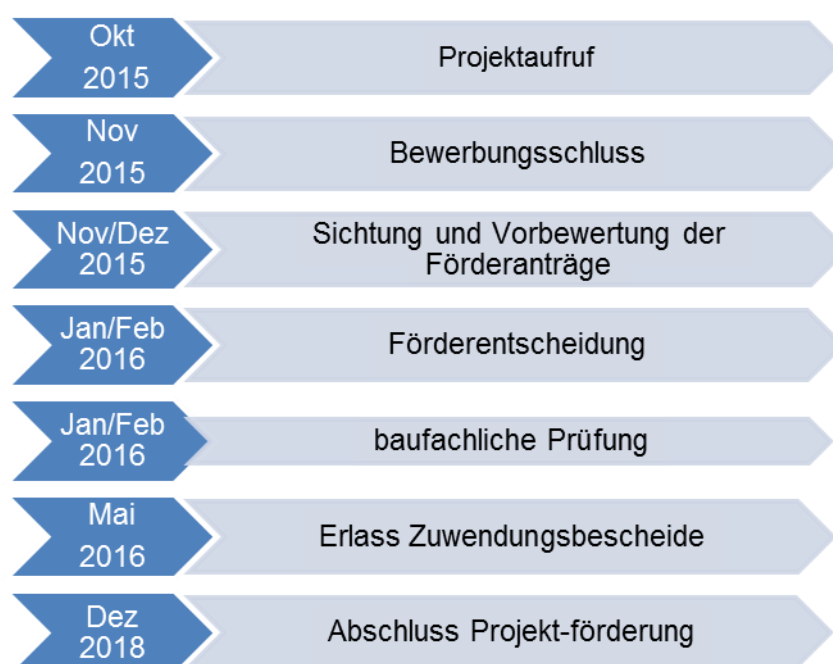 Okt
2015
Projektaufruf
Nov
2015
Bewerbungsschluss
Nov/Dez
2015
Sichtung und Vorbewertung der
Förderanträge
Jan/Feb
2016
Förderentscheidung
Jan/Feb
2016
baufachliche Prüfung
Mai
2016
Erlass Zuwendungsbescheide
Dez
2018
Abschluss Projekt-förderung